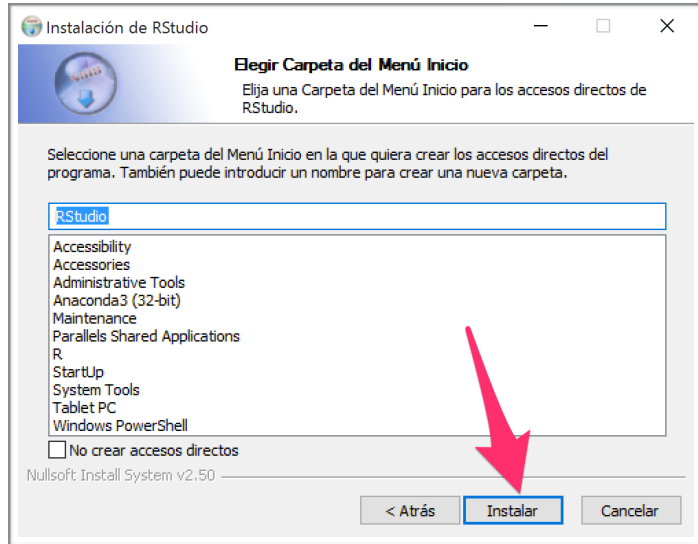 Instalación de RStudio
Elegir Carpeta del Menú Inicio
Elija una Carpeta del Menú Inicio para los accesos directos de
RStudio.
Seleccione una carpeta del Menú Inicio en la que quiera crear los accesos directos del
programa. También puede introducir un nombre para crear una nueva carpeta.
RStudio
Accessibility
Accessories
Administrative Tools
Anaconda3 (32-bit)
Maintenance
Parallels Shared Applications
R
StartUp
System Tools
Tablet PC
Windows PowerShell
No crear accesos directos
Nullsoft Install System v2.50
< Atrás Instalar Cancelar